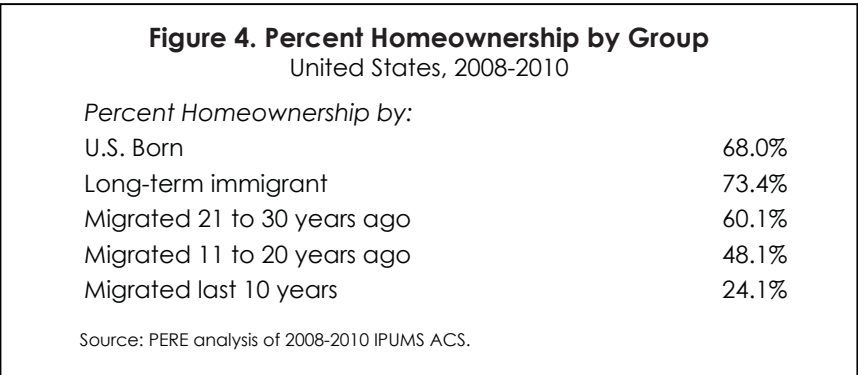 Figure 4. Percent Homeownership by Group
United States, 2008-2010
Percent Homeownership by:
U.S. Born 68.0%
Long-term immigrant 73.4%
Migrated 21 to 30 years ago 60.1%
Migrated 11 to 20 years ago 48.1%
Migrated last 10 years 24.1%
Source: PERE analysis of 2008-2010 IPUMS ACS.